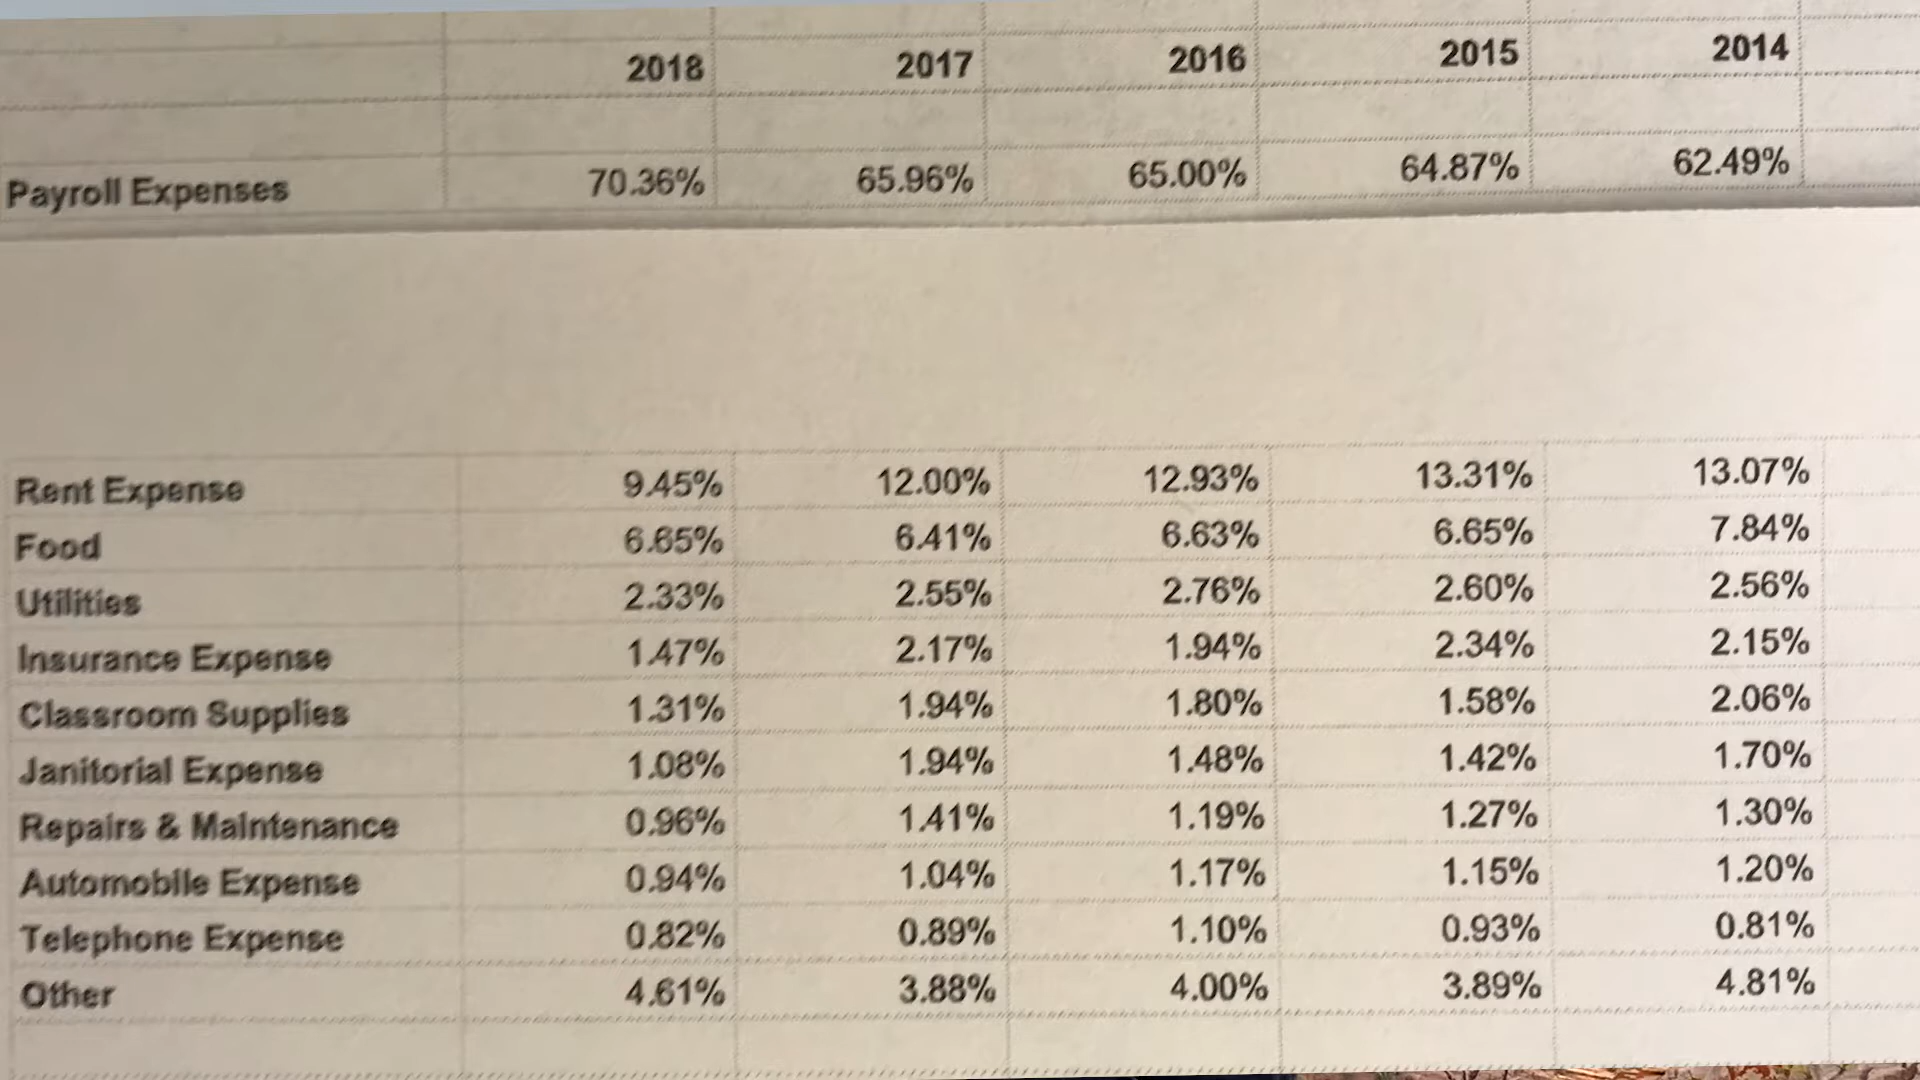 2018 2017 2016 2015 2014
Payroll Expenses 70.36% 65.96% 65.00% 64.87% 62.49%
Rent Expense 9.45% 12.00% 12.93% 13.31% 13.07%
Food 6.65% 6.41% 6.63% 6.65% 7.84%
Utilities 2.33% 2.55% 2.76% 2.60% 2.56%
Insurance Expense 1.47% 2.17% 1.94% 2.34% 2.15%
Classroom Supplies 1.31% 1.94% 1.80% 1.58% 2.06%
Janitorial Expense 1.08% 1.94% 1.48% 1.42% 1.70%
Repairs & Maintenance 0.96% 1.41% 1.19% 1.27% 1.30%
Automobile Expense 0.94% 1.04% 1.17% 1.15% 1.20%
Telephone Expense 0.82% 0.89% 1.10% 0.93% 0.81%
Other 4.61% 3.88% 4.00% 3.89% 4.81%